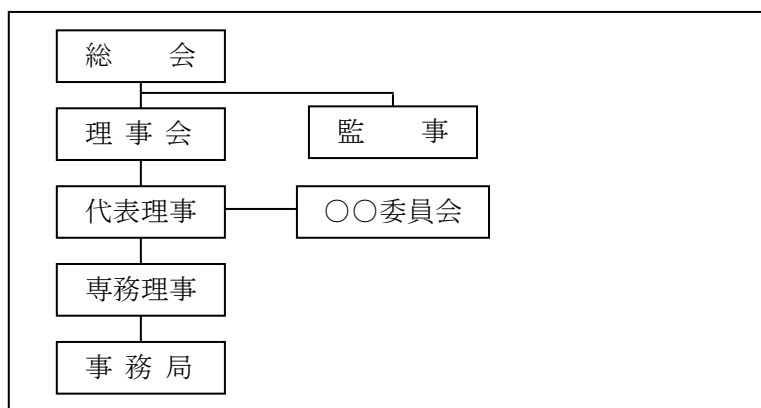 総　　会
理 事 会
監　　事
代表理事
○○委員会
専務理事
事 務 局